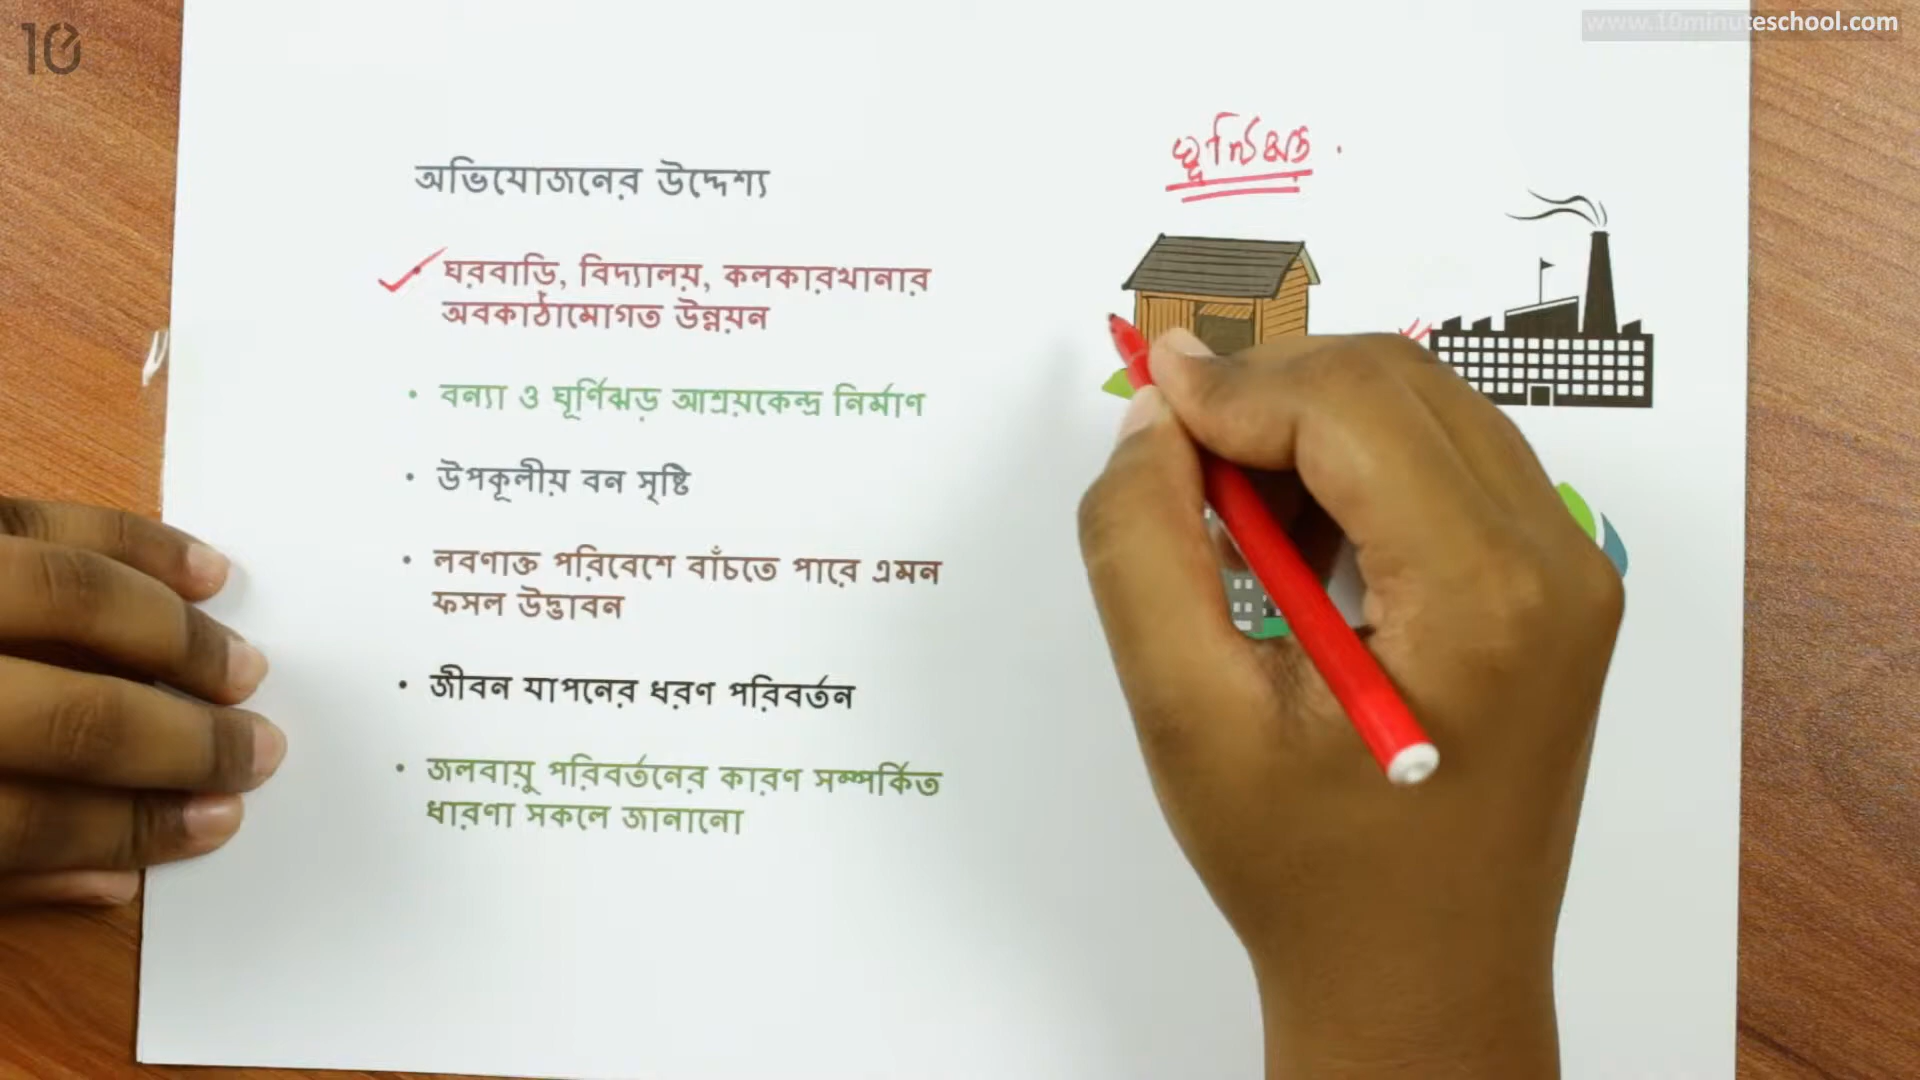 10
www.10minuteschool.com
ঘূর্ণিঝড়
অভিযোজনের উদ্দেশ্য
• ঘরবাড়ি, বিদ্যালয়, কলকারখানার
অবকাঠামোগত উন্নয়ন
• বন্যা ও ঘূর্ণিঝড় আশ্রয়কেন্দ্র নির্মাণ
• উপকূলীয় বন সৃষ্টি
• লবণাক্ত পরিবেশে বাঁচতে পারে এমন
ফসল উদ্ভাবন
• জীবন যাপনের ধরণ পরিবর্তন
• জলবায়ু পরিবর্তনের কারণ সম্পর্কিত
ধারণা সকলে জানানো